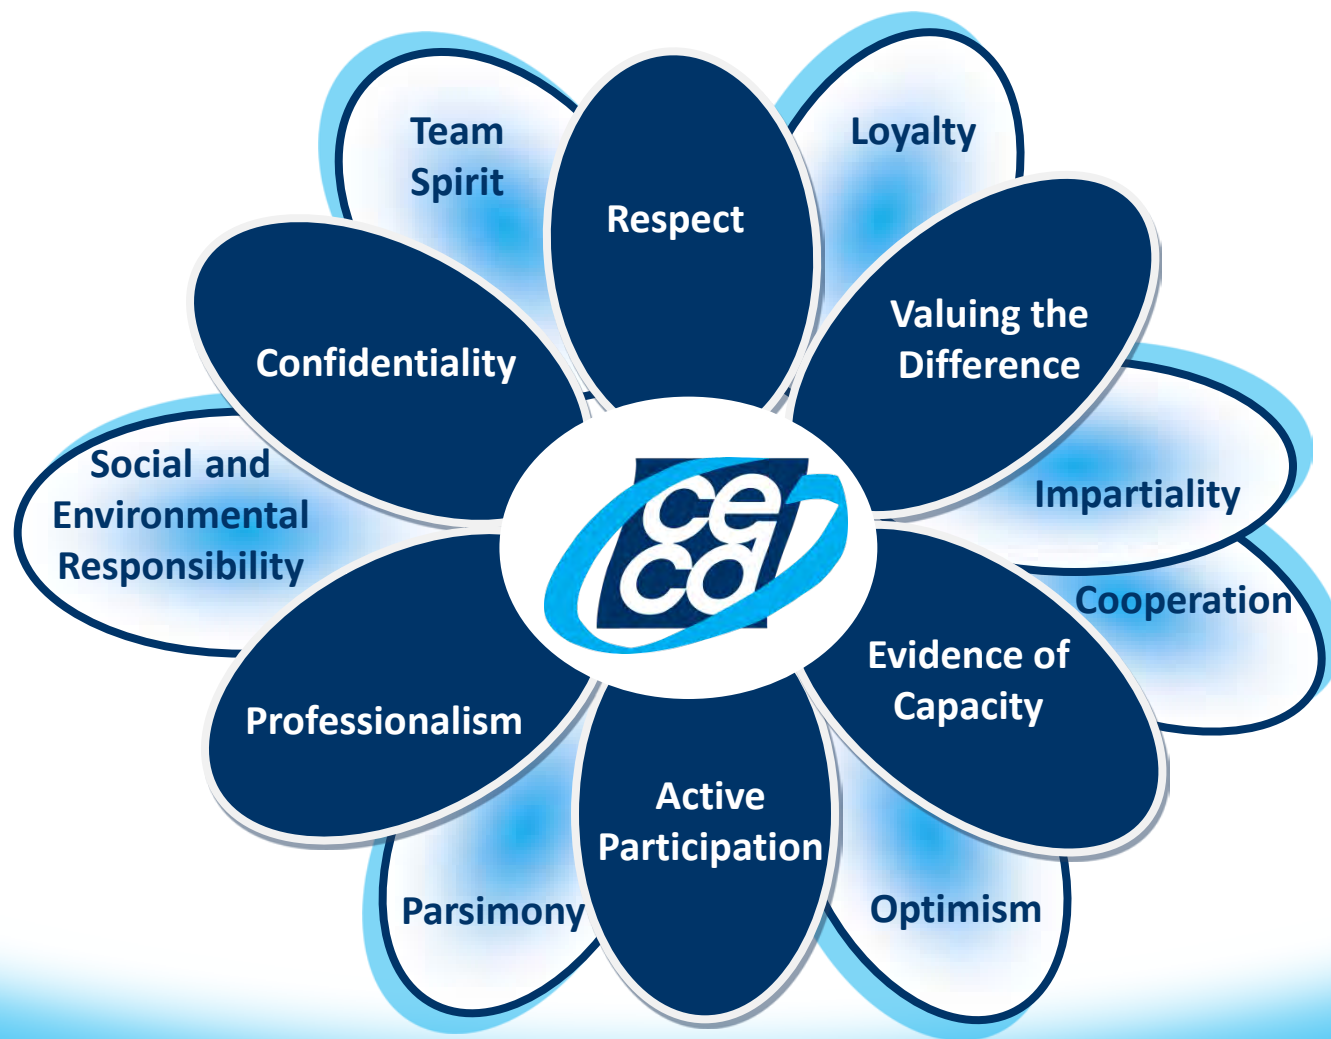 Team
Spirit
Respect
Loyalty
Valuing the
Difference
Confidentiality
Social and
Environmental
Responsibility
Impartiality
Cooperation
ce
cd
Evidence of
Capacity
Professionalism
Active
Participation
Parsimony
Optimism